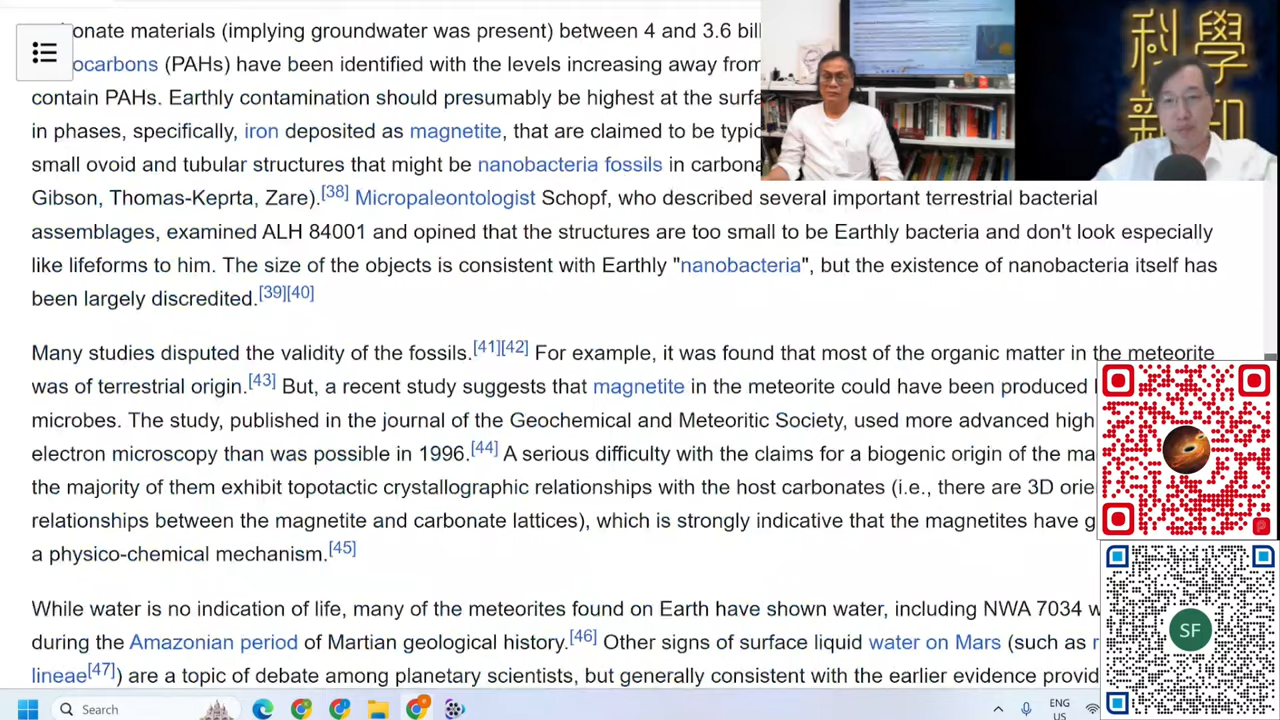 onate materials (implying groundwater was present) between 4 and 3.6 bil
ocarbons (PAHs) have been identified with the levels increasing away from
contain PAHs. Earthly contamination should presumably be highest at the surfa
in phases, specifically, iron deposited as magnetite, that are claimed to be typic
small ovoid and tubular structures that might be nanobacteria fossils in carbona
Gibson, Thomas-Keprta, Zare).[38] Micropaleontologist Schopf, who described several important terrestrial bacterial
assemblages, examined ALH 84001 and opined that the structures are too small to be Earthly bacteria and don't look especially
like lifeforms to him. The size of the objects is consistent with Earthly "nanobacteria", but the existence of nanobacteria itself has
been largely discredited.[39][40]
Many studies disputed the validity of the fossils.[41][42] For example, it was found that most of the organic matter in the meteorite
was of terrestrial origin.[43] But, a recent study suggests that magnetite in the meteorite could have been produced
microbes. The study, published in the journal of the Geochemical and Meteoritic Society, used more advanced high
electron microscopy than was possible in 1996.[44] A serious difficulty with the claims for a biogenic origin of the ma
the majority of them exhibit topotactic crystallographic relationships with the host carbonates (i.e., there are 3D orie
relationships between the magnetite and carbonate lattices), which is strongly indicative that the magnetites have g
a physico-chemical mechanism.[45]
While water is no indication of life, many of the meteorites found on Earth have shown water, including NWA 7034 w
during the Amazonian period of Martian geological history.[46] Other signs of surface liquid water on Mars (such as r
lineae[47]) are a topic of debate among planetary scientists, but generally consistent with the earlier evidence provid
科學
新知
SF
Search
ENG
US